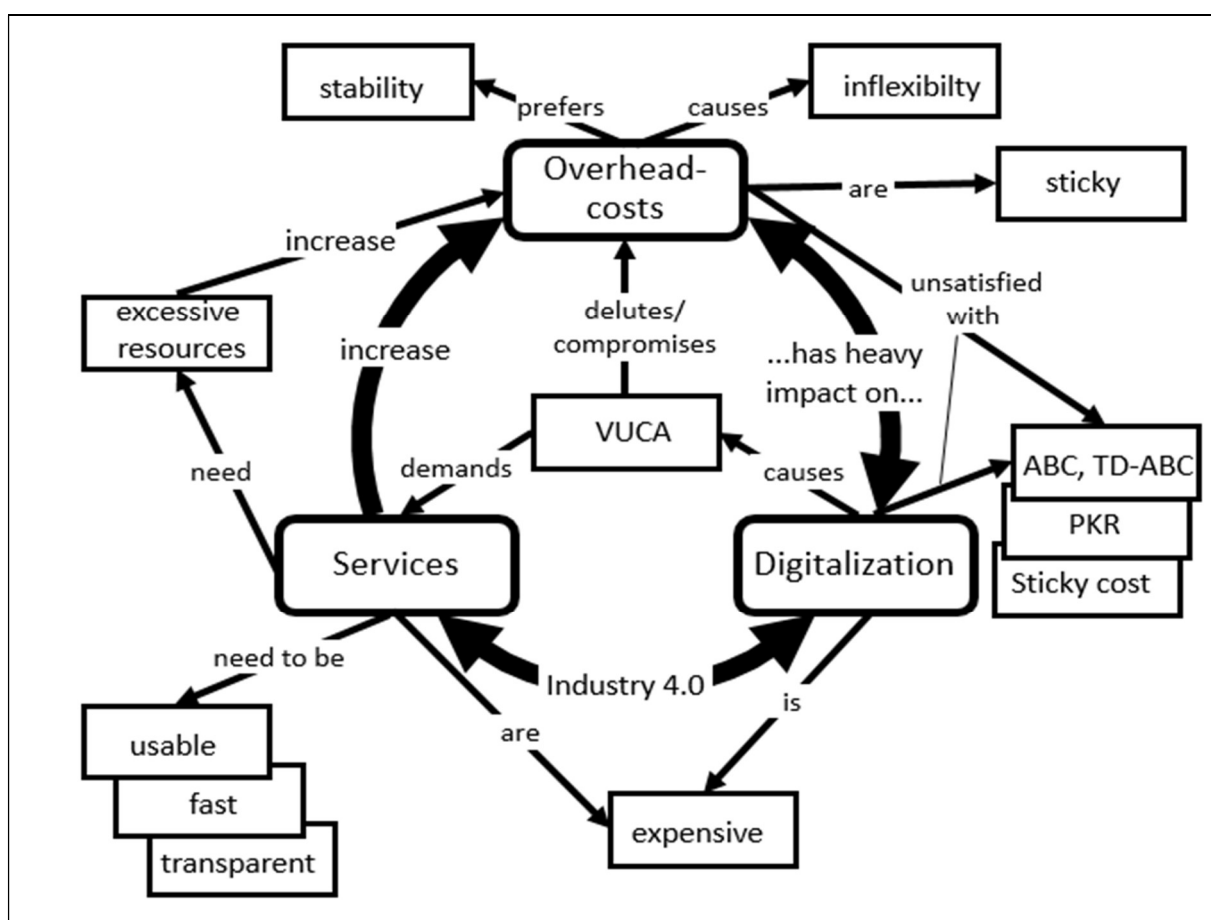 stability
inflexibilty
prefers
causes
Overhead-
costs
are
sticky
increase
unsatisfied
with
excessive
resources
delutes/
compromises
increase
...has heavy
impact on...
VUCA
need
demands
causes
ABC, TD-ABC
PKR
Sticky cost
Services
Digitalization
need to be
Industry 4.0
is
are
usable
fast
transparent
expensive